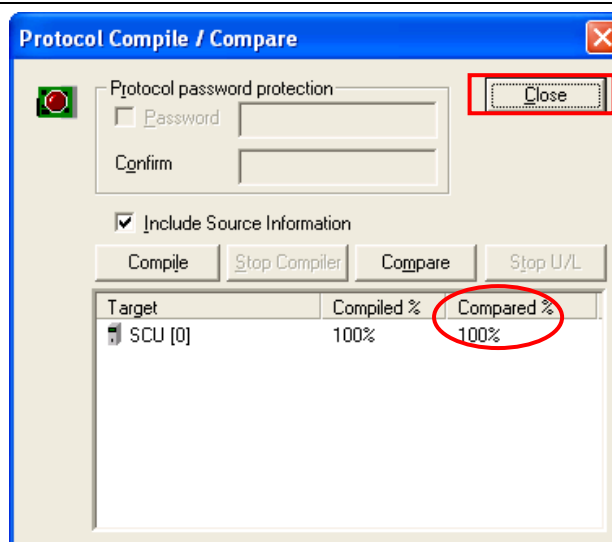 Protocol Compile / Compare
Protocol password protection
Close
Password
Confirm
Include Source Information
Compile Stop Compiler Compare Stop U/L
Target Compiled % Compared %
SCU [0] 100% 100%